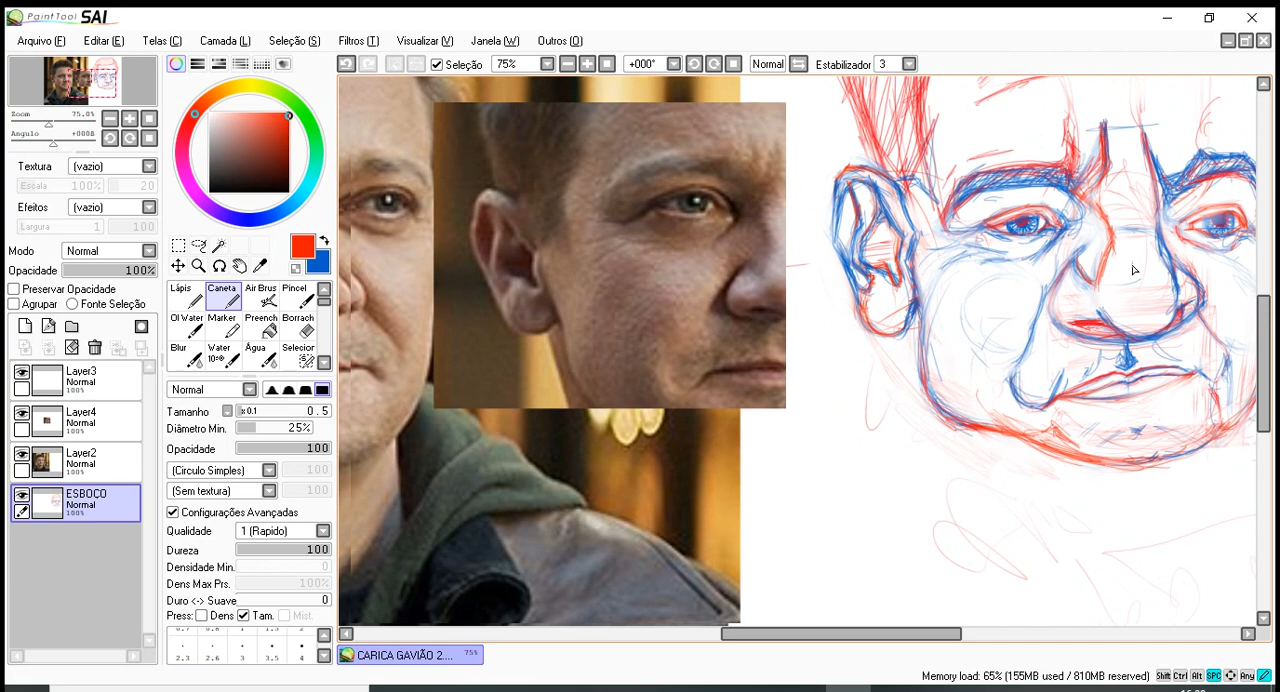 PaintTool SAI
Arquivo (F) Editar (E) Telas (C) Camada (L) Seleção (S) Filtros (T) Visualizar (V) Janela (W) Outros (O)
Seleção 75% +000° Normal Estabilizador 3
Zoom 75.0%
Angulo +000B
Textura (vazio)
Escala 100% 20
Efeitos (vazio)
Largura 1 100
Modo Normal
Opacidade 100%
Preservar Opacidade
Agrupar Fonte Seleção
Layer3
Normal
100%
Layer4
Normal
100%
Layer2
Normal
100%
ESBOCO
Normal
100%
Lápis Caneta Air Brus Pincel
Ol Water Marker Preench Borrach
Blur Water Água Selecior
10%
Normal
Tamanho x0.1 0.5
Diâmetro Min. 25%
Opacidade 100
(Circulo Simples) 100
(Sem textura) 100
Configurações Avançadas
Qualidade 1 (Rapido)
Dureza 100
Densidade Min. 0
Dens Max Prs. 100%
Duro <-> Suave 0
Press: Dens Tam. Mist.
2.3 2.6 3 3.5 4
CARICA GAVIÃO 2.... 75%
Memory load: 65% (155MB used / 810MB reserved) Shift Ctrl Alt SPC Any